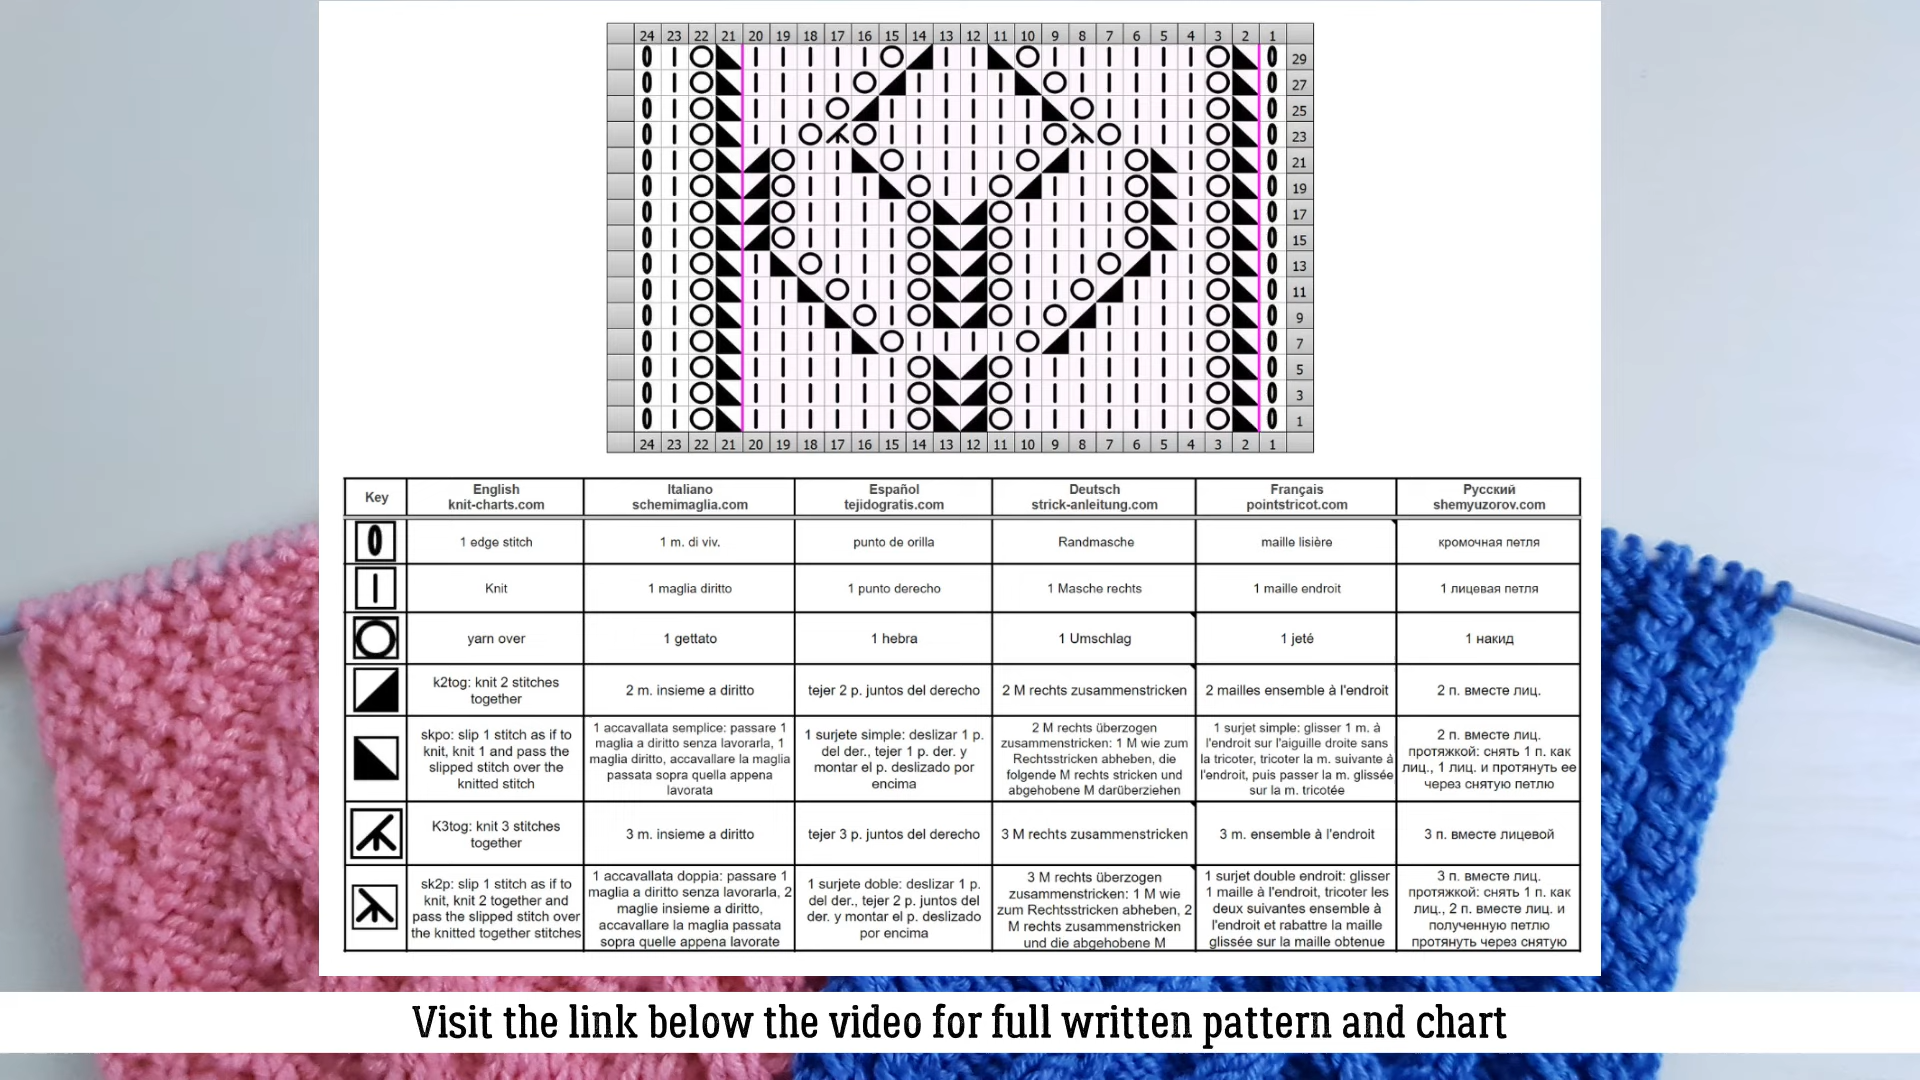 24 23 22 21 20 19 18 17 16 15 14 13 12 11 10 9 8 7 6 5 4 3 2 1
29
27
25
23
21
19
17
15
13
11
9
7
5
3
1
24 23 22 21 20 19 18 17 16 15 14 13 12 11 10 9 8 7 6 5 4 3 2 1
Key
English
knit-charts.com
Italiano
schemimaglia.com
Español
tejidogratis.com
Deutsch
strick-anleitung.com
Français
pointstricot.com
Русский
shemyuzorov.com
1 edge stitch
1 m. di viv.
punto de orilla
Randmasche
maille lisière
кромочная петля
Knit
1 maglia diritto
1 punto derecho
1 Masche rechts
1 maille endroit
1 лицевая петля
yarn over
1 gettato
1 hebra
1 Umschlag
1 jeté
1 накид
k2tog: knit 2 stitches
together
2 m. insieme a diritto
tejer 2 p. juntos del derecho
2 M rechts zusammenstricken
2 mailles ensemble à l'endroit
2 п. вместе лиц.
skpo: slip 1 stitch as if to
knit, knit 1 and pass the
slipped stitch over the
knitted stitch
1 accavallata semplice: passare 1
maglia a diritto senza lavorarla, 1
maglia diritto, accavallare la maglia
passata sopra quella appena
lavorata
1 surjete simple: deslizar 1 p.
del der., tejer 1 p. der. y
montar el p. deslizado por
encima
2 M rechts überzogen
zusammenstricken: 1 M wie zum
Rechtsstricken abheben, die
folgende M rechts stricken und
abgehobene M darüberziehen
1 surjet simple: glisser 1 m. à
l'endroit sur l'aiguille droite sans
la tricoter, tricoter la m. suivante à
l'endroit, puis passer la m. glissée
sur la m. tricotée
2 п. вместе лиц.
протяжкой: снять 1 п. как
лиц., 1 лиц. и протянуть ее
через снятую петлю
K3tog: knit 3 stitches
together
3 m. insieme a diritto
tejer 3 p. juntos del derecho
3 M rechts zusammenstricken
3 m. ensemble à l'endroit
3 п. вместе лицевой
sk2p: slip 1 stitch as if to
knit, knit 2 together and
pass the slipped stitch over
the knitted together stitches
1 accavallata doppia: passare 1
maglia a diritto senza lavorarla, 2
maglie insieme a diritto,
accavallare la maglia passata
sopra quelle appena lavorate
1 surjete doble: deslizar 1 p.
del der., tejer 2 p. juntos del
der. y montar el p. deslizado
por encima
3 M rechts überzogen
zusammenstricken: 1 M wie
zum Rechtsstricken abheben, 2
M rechts zusammenstricken
und die abgehobene M
1 surjet double endroit: glisser
1 maille à l'endroit, tricoter les
deux suivantes ensemble à
l'endroit et rabattre la maille
glissée sur la maille obtenue
3 п. вместе лиц.
протяжкой: снять 1 п. как
лиц., 2 п. вместе лиц. и
полученную петлю
протянуть через снятую
Visit the link below the video for full written pattern and chart